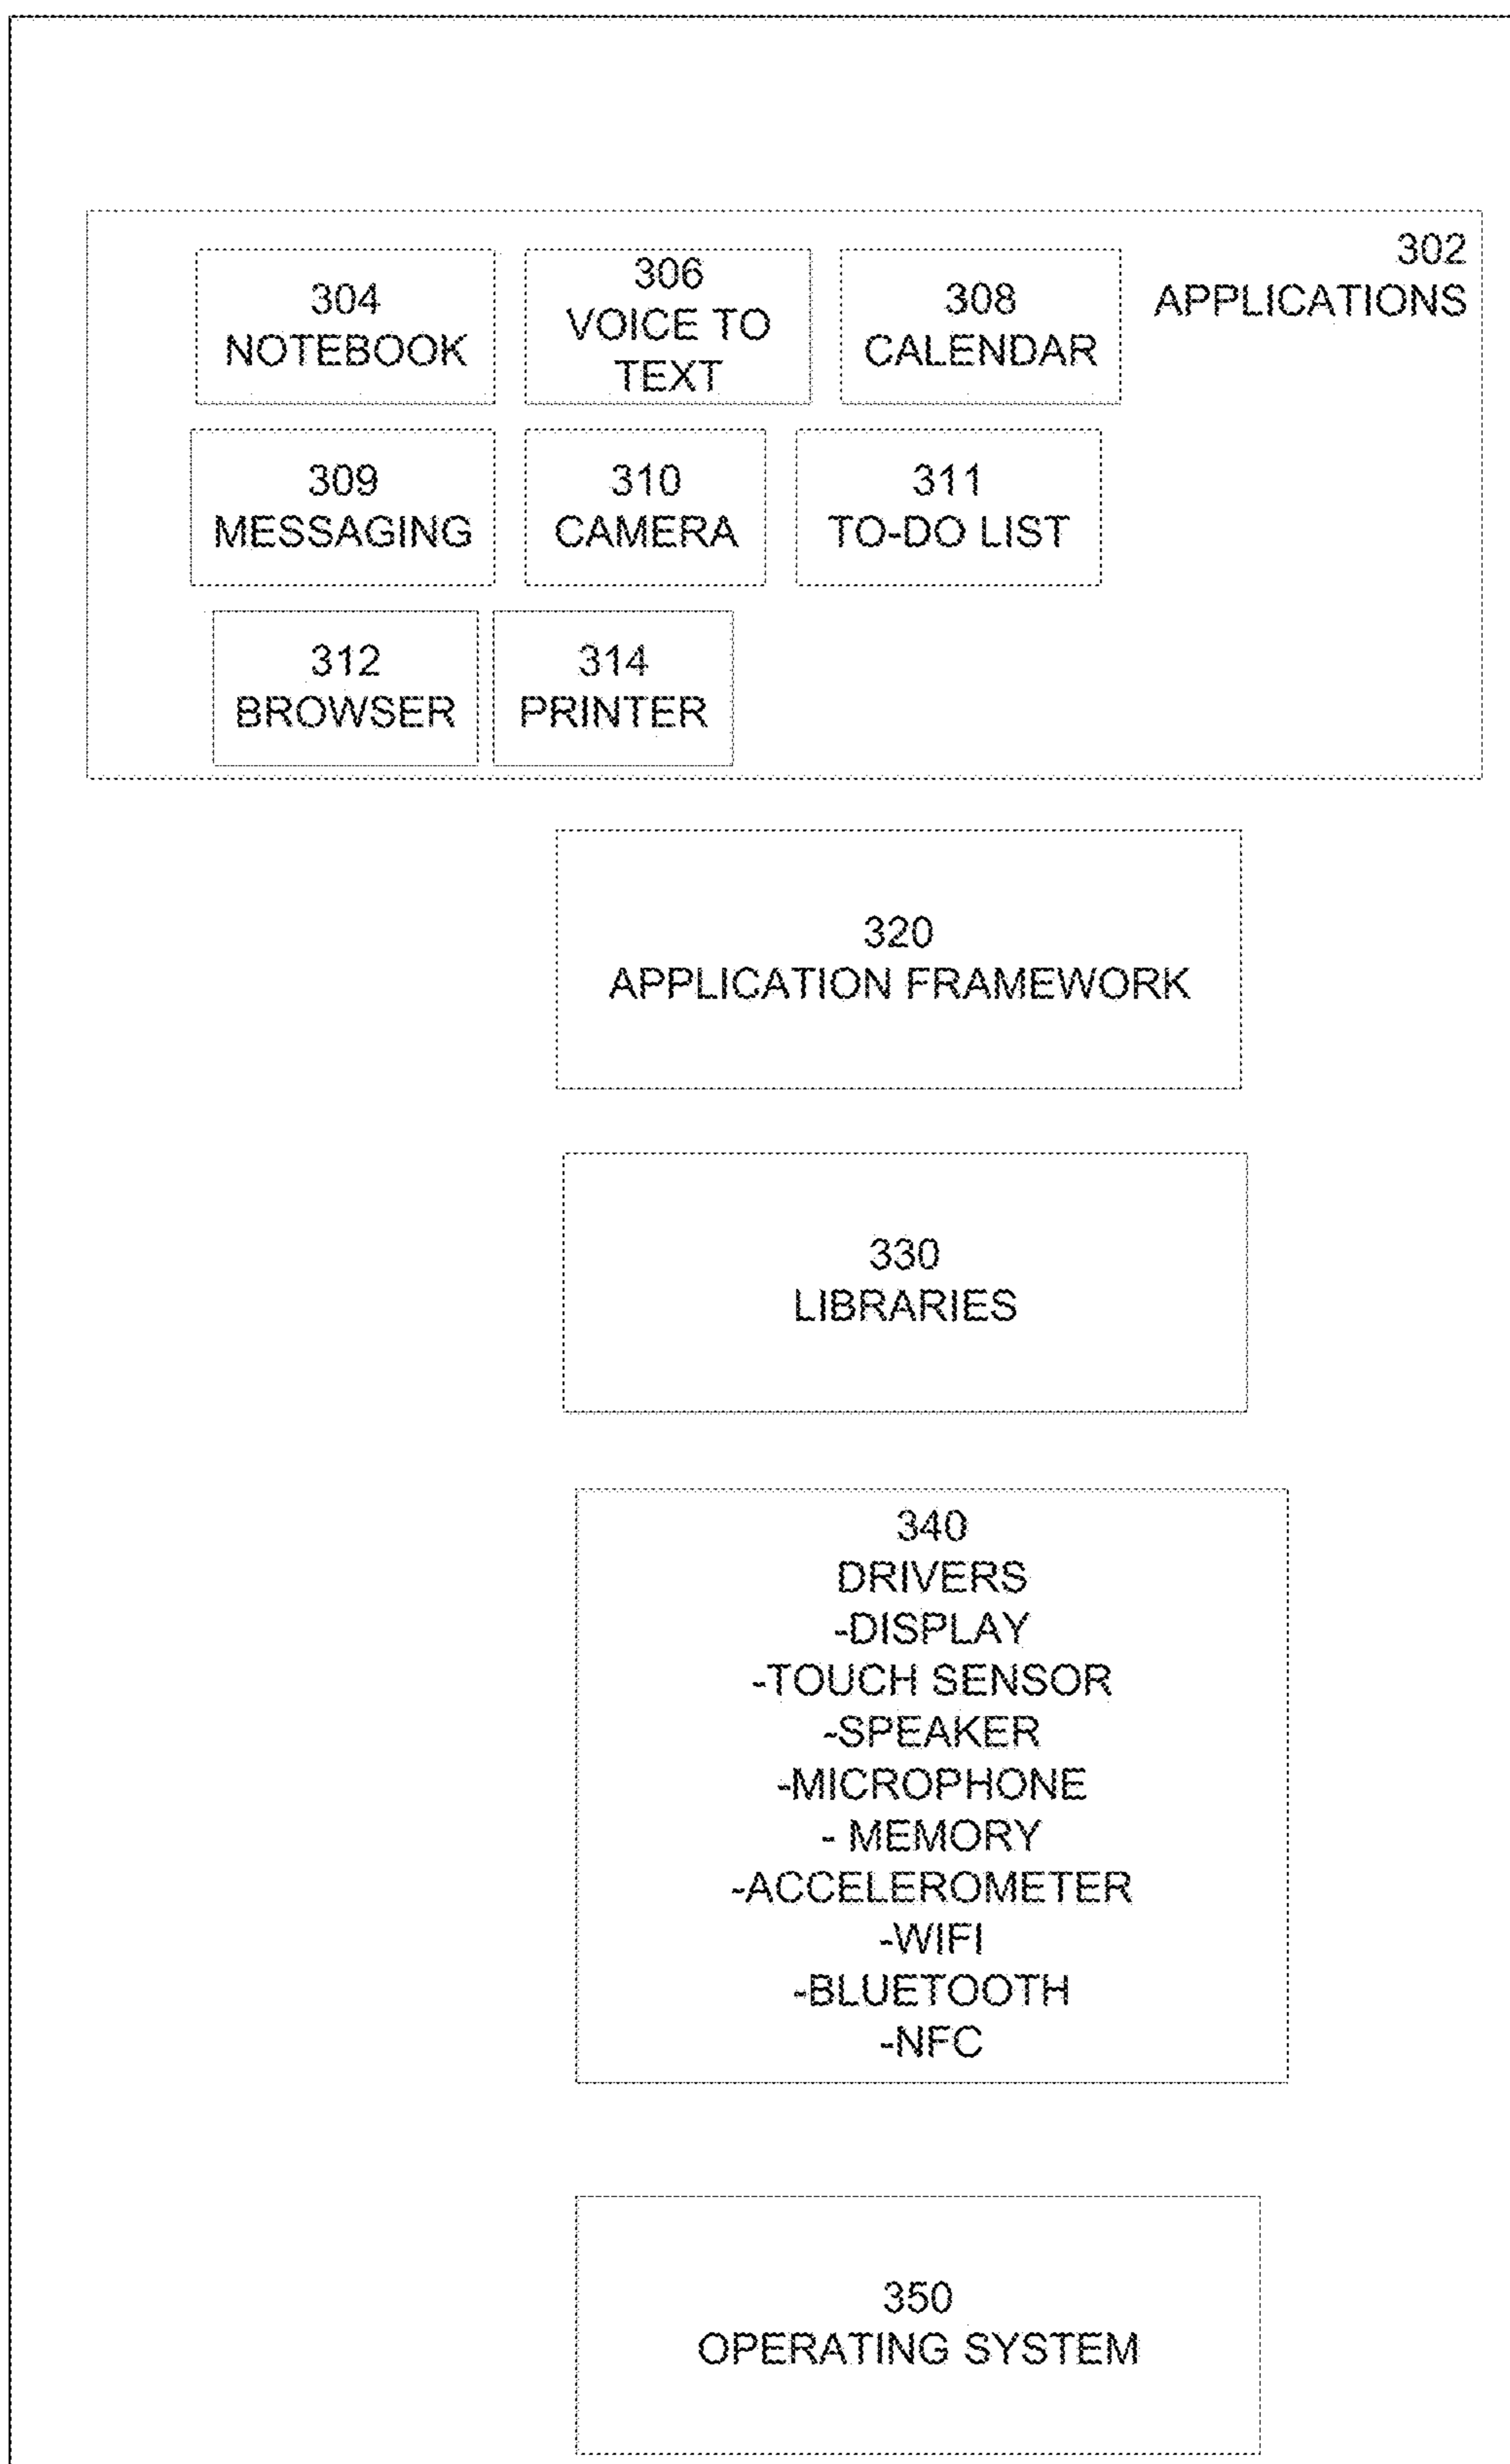 302
APPLICATIONS
304
NOTEBOOK
306
VOICE TO
TEXT
308
CALENDAR
309
MESSAGING
310
CAMERA
311
TO-DO LIST
312
BROWSER
314
PRINTER
320
APPLICATION FRAMEWORK
330
LIBRARIES
340
DRIVERS
-DISPLAY
-TOUCH SENSOR
-SPEAKER
-MICROPHONE
- MEMORY
-ACCELEROMETER
-WIFI
-BLUETOOTH
-NFC
350
OPERATING SYSTEM